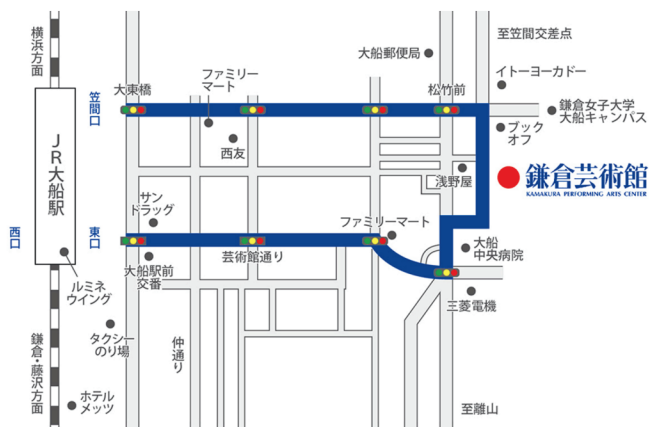 横浜方面
至笠間交差点
大船郵便局
ファミリー
マート
イトーヨーカドー
大東橋
松竹前
笠間口
鎌倉女子大学
大船キャンパス
ブック
オフ
西友
JR大船駅
浅野屋
鎌倉芸術館
KAMAKURA PERFORMING ARTS CENTER
サン
ドラッグ
ファミリーマート
西口
東口
大船
中央病院
芸術館通り
大船駅前
交番
ルミネ
ウイング
三菱電機
タクシー
のり場
仲通り
鎌倉・藤沢方面
ホテル
メッツ
至離山